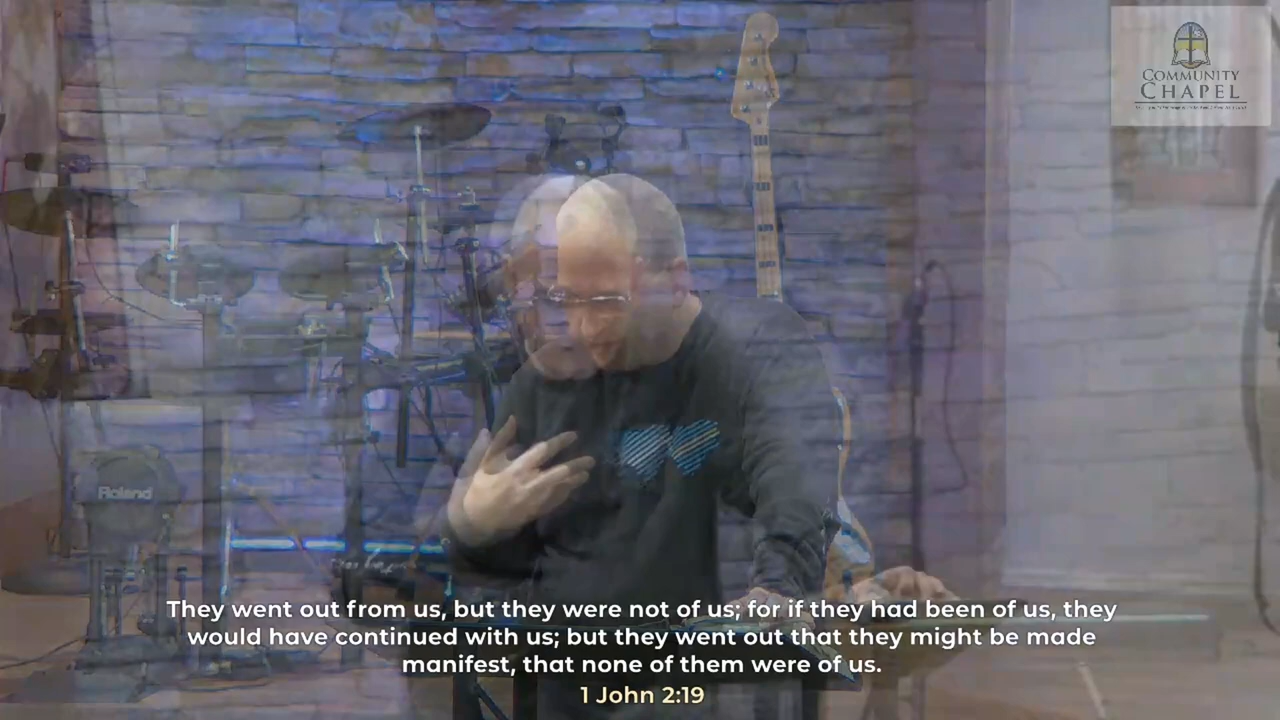 COMMUNITY
CHAPEL
Roland
They went out from us, but they were not of us; for if they had been of us, they
would have continued with us; but they went out that they might be made
manifest, that none of them were of us.
1 John 2:19